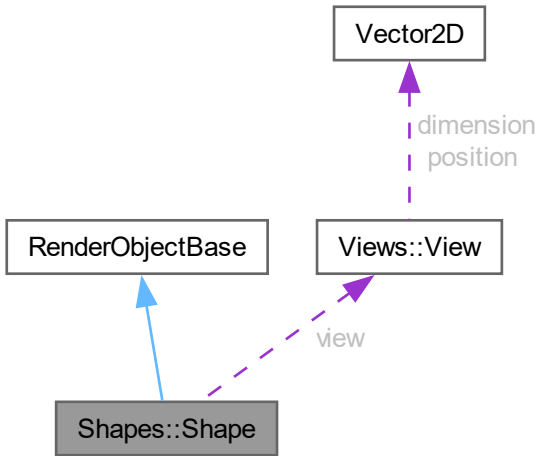 Vector2D
dimension
position
RenderObjectBase
Views::View
view
Shapes::Shape